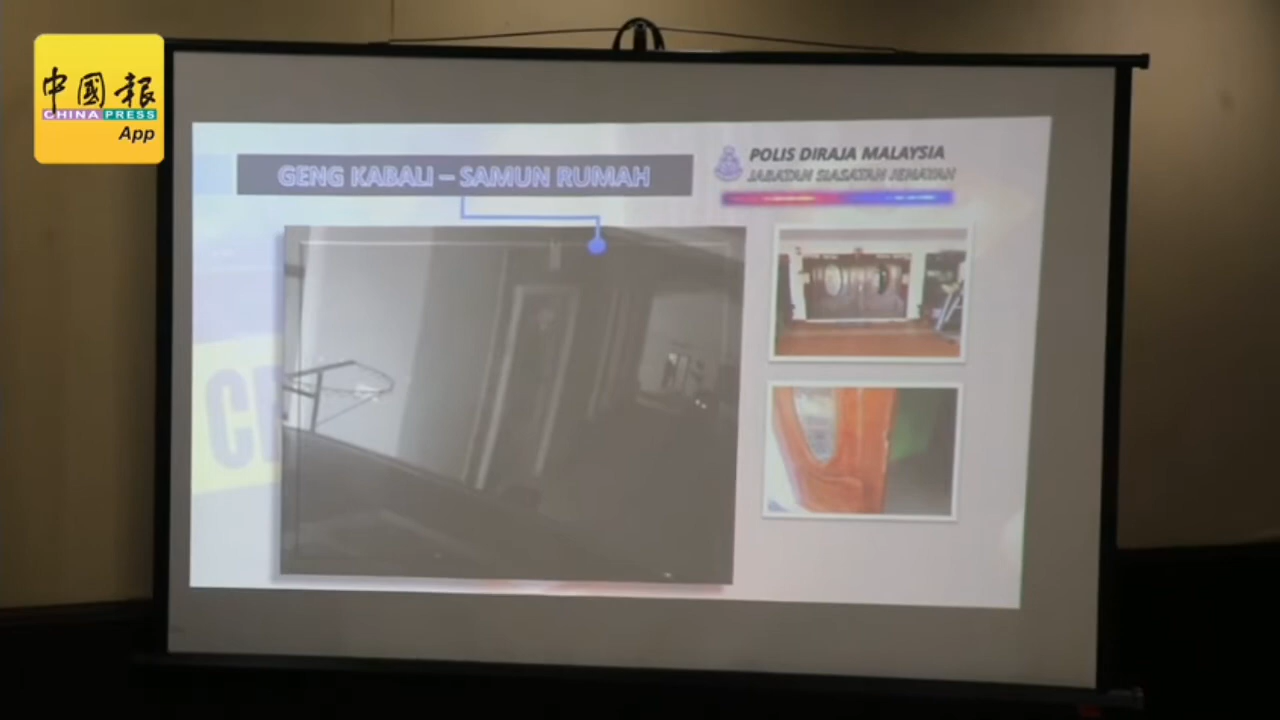 中國報
CHINA PRESS
App
GENG KABALI – SAMUN RUMAH
POLIS DIRAJA MALAYSIA
JABATAN SIASATAN JENAYAH